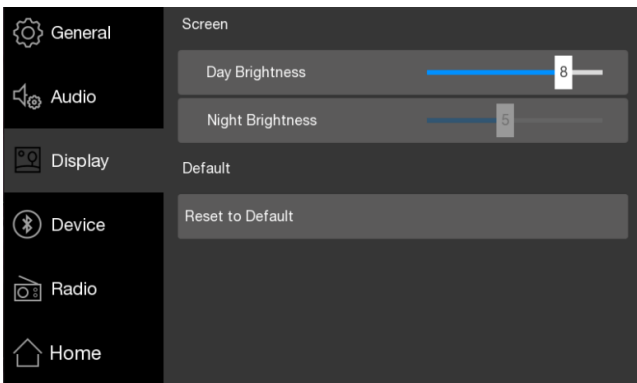 General
Audio
Display
Device
Radio
Home
Screen
Day Brightness 8
Night Brightness 5
Default
Reset to Default